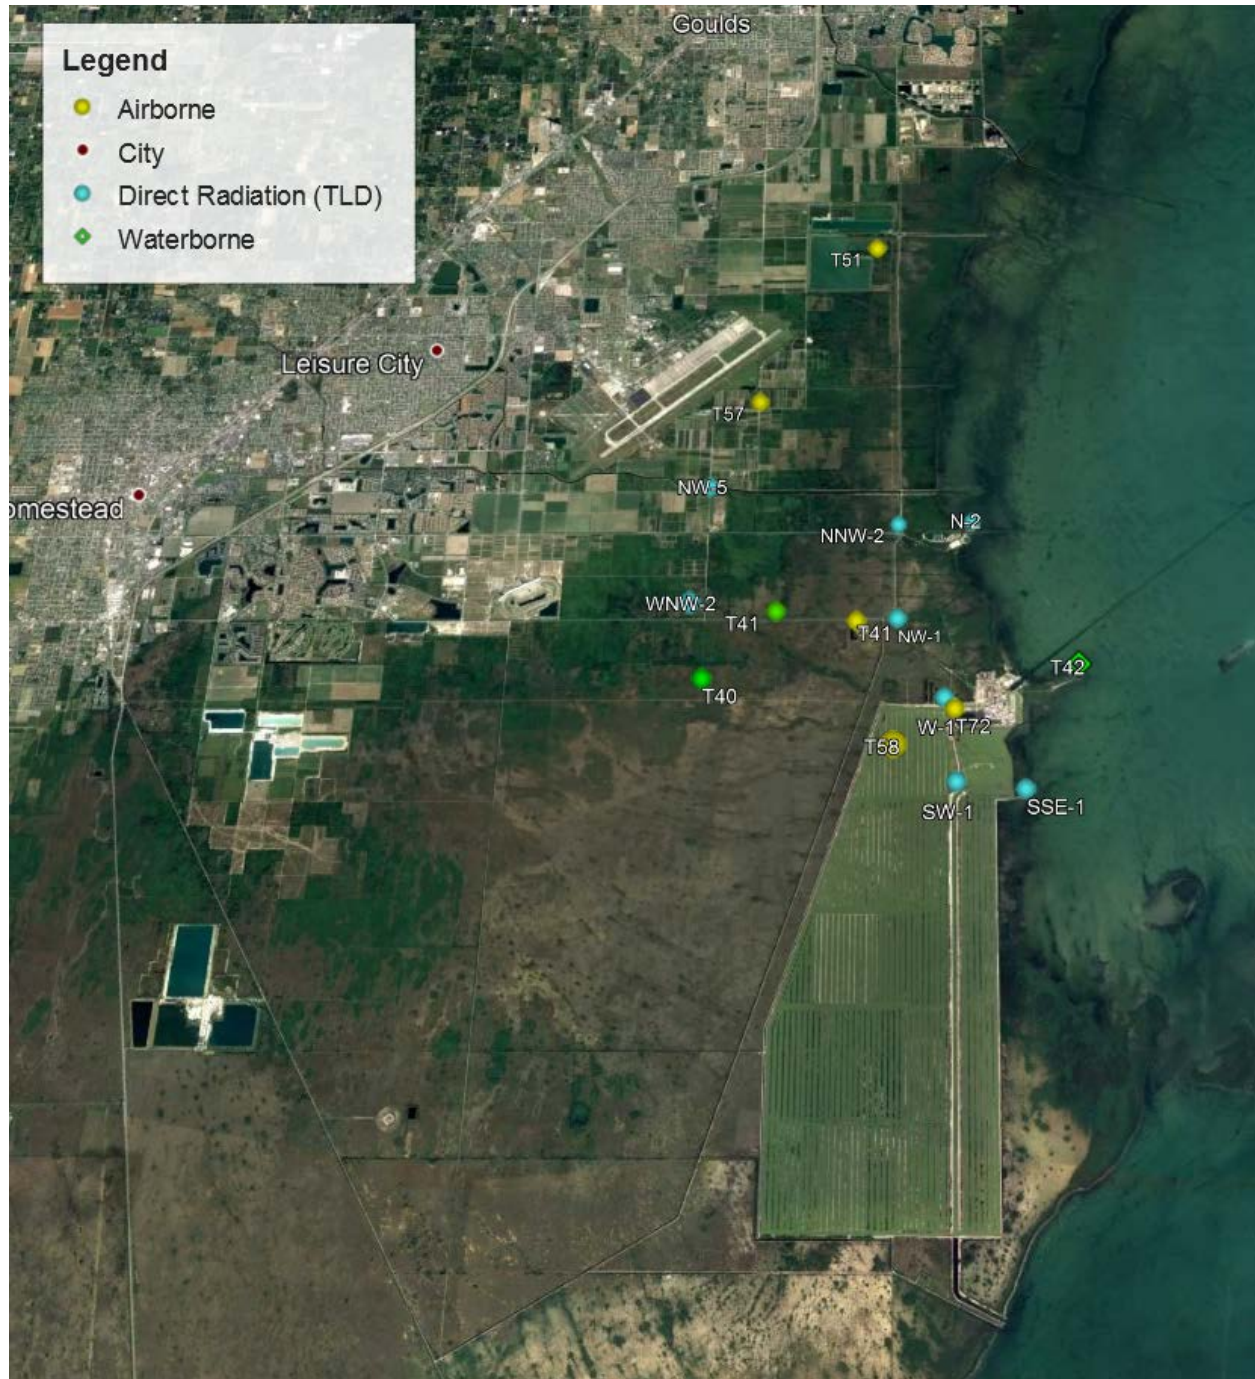 Goulds
Legend
Airborne
City
Direct Radiation (TLD)
Waterborne
T51
Leisure City
T57
NW-5
omestead
NNW-2
N-2
WNW-2
T41
T41
NW-1
T42
T40
W-1
T72
T58
SW-1
SSE-1